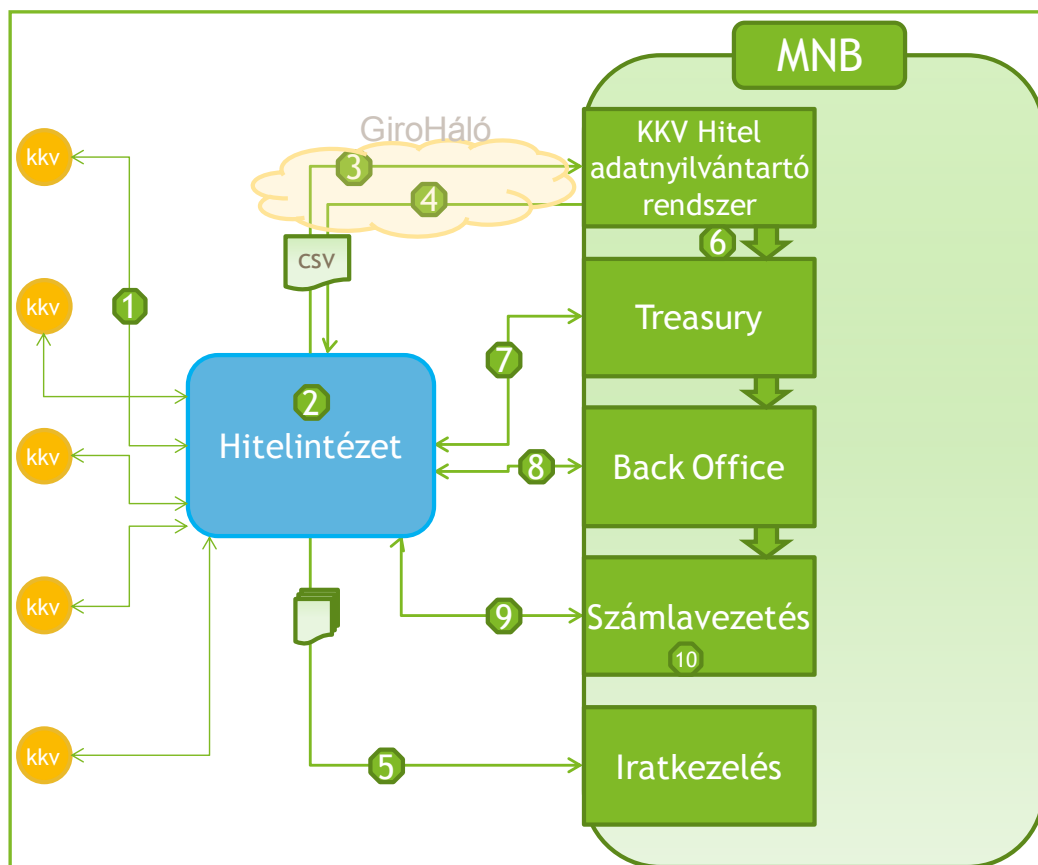 MNB
GiroHáló
kkv
3
KKV Hitel
adatnyilvántartó
rendszer
4
6
CSV
kkv
1
Treasury
7
2
Hitelintézet
kkv
8
Back Office
kkv
9
Számlavezetés
10
kkv
5
Iratkezelés